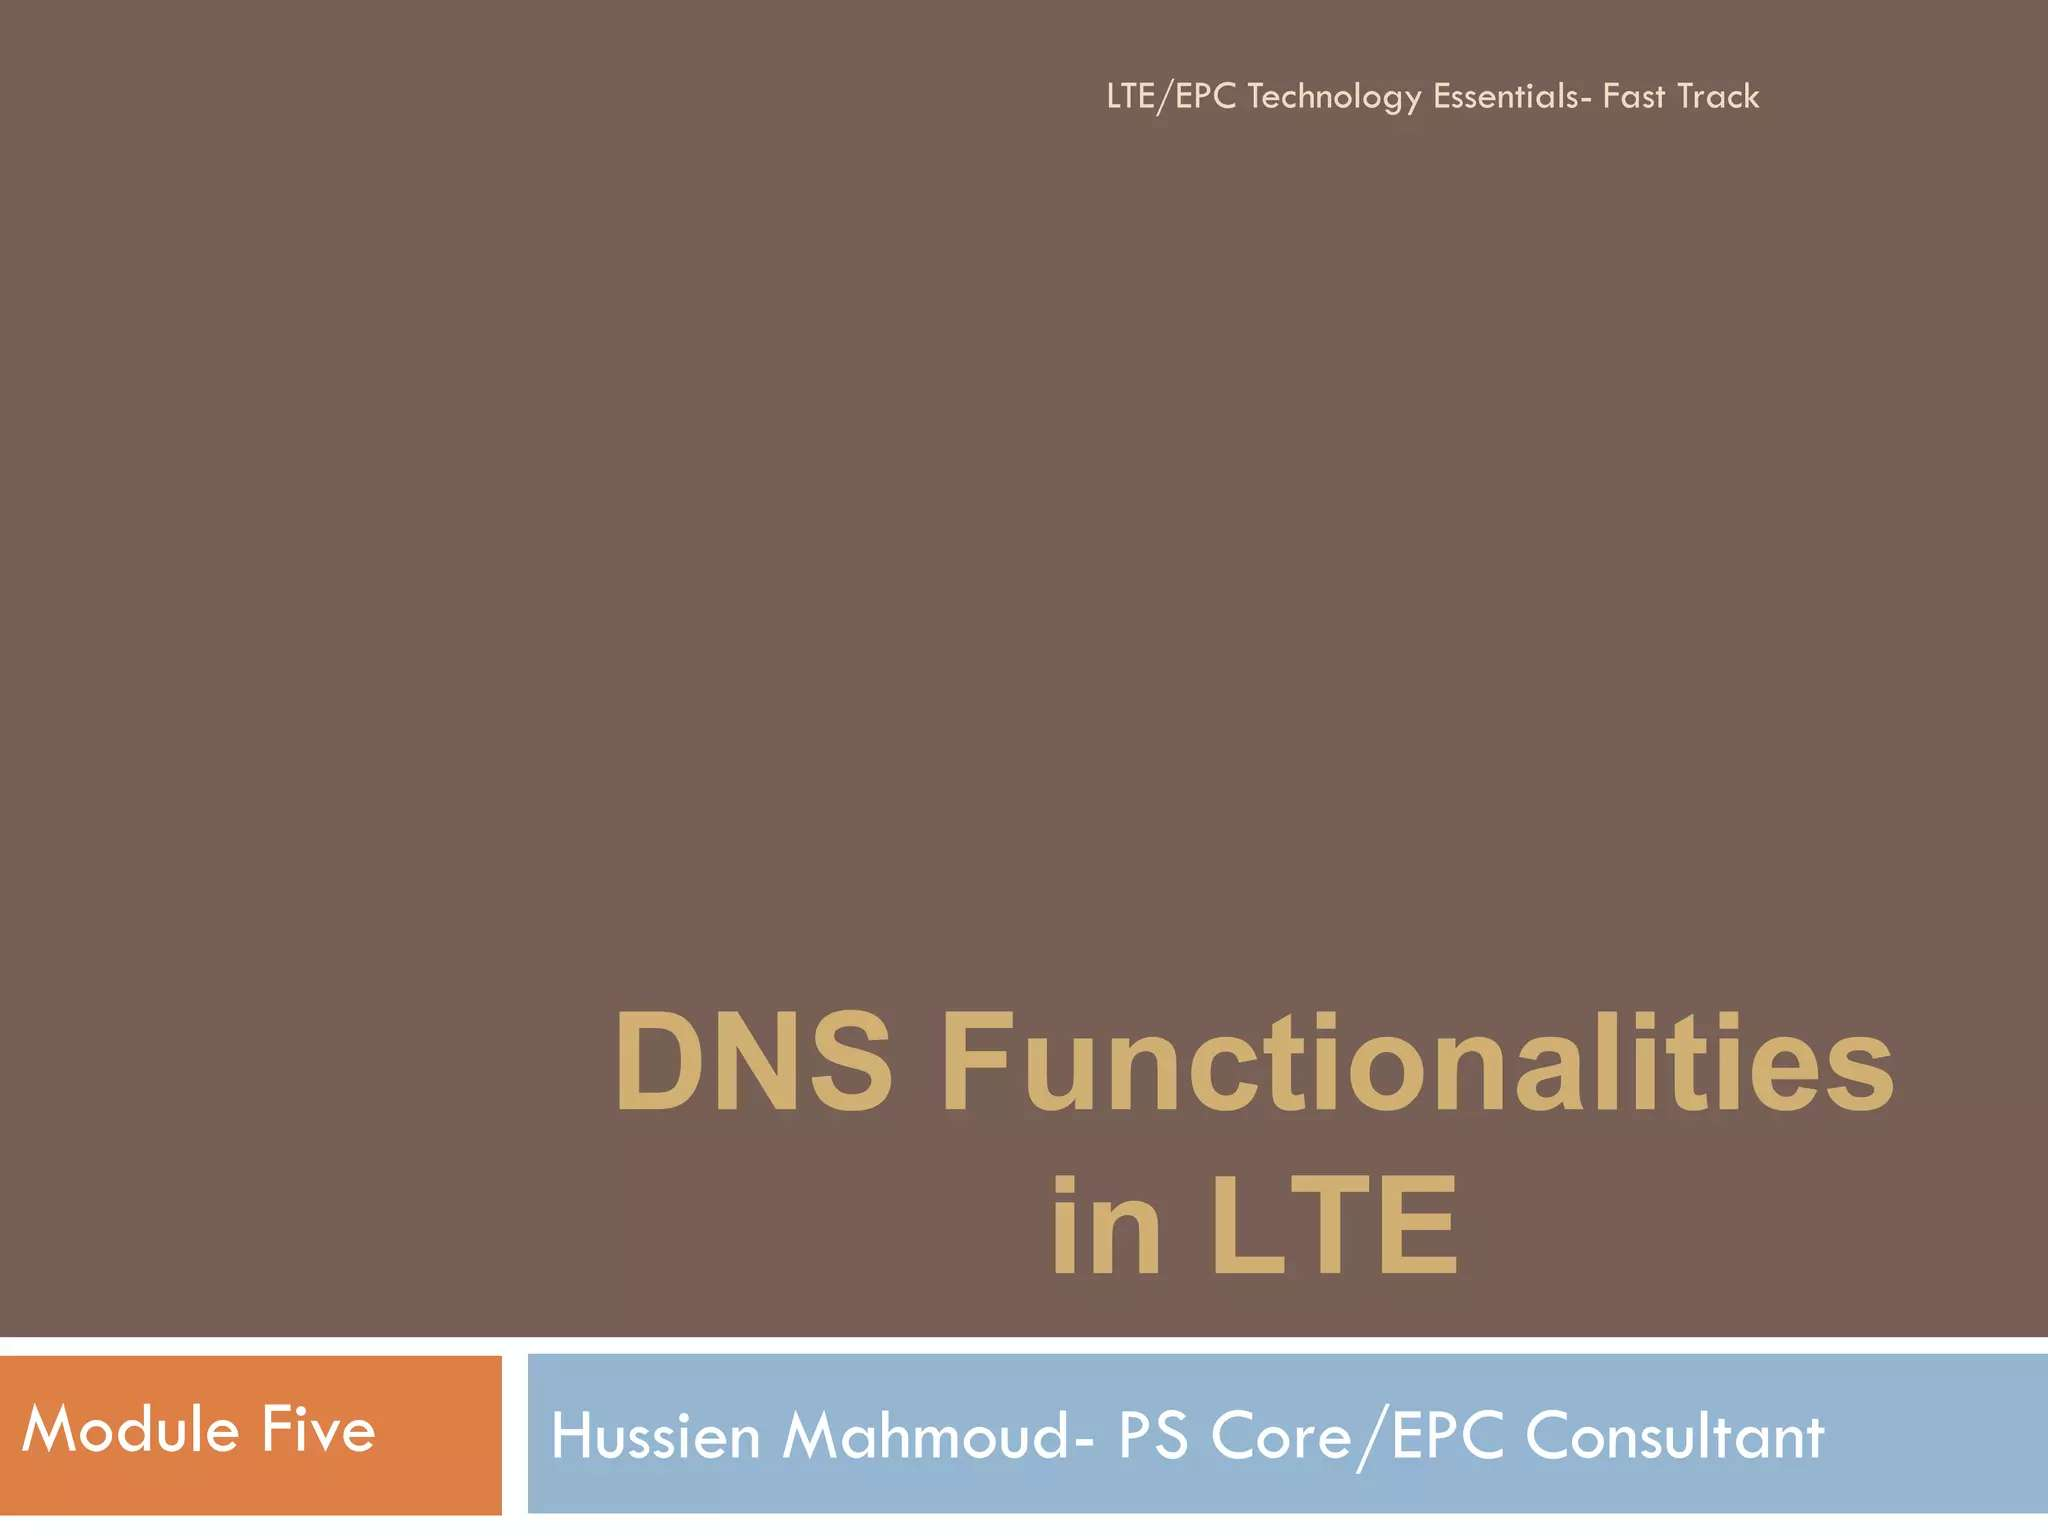 LTE/EPC Technology Essentials- Fast Track
DNS Functionalities
in LTE
Module Five
Hussien Mahmoud- PS Core/EPC Consultant